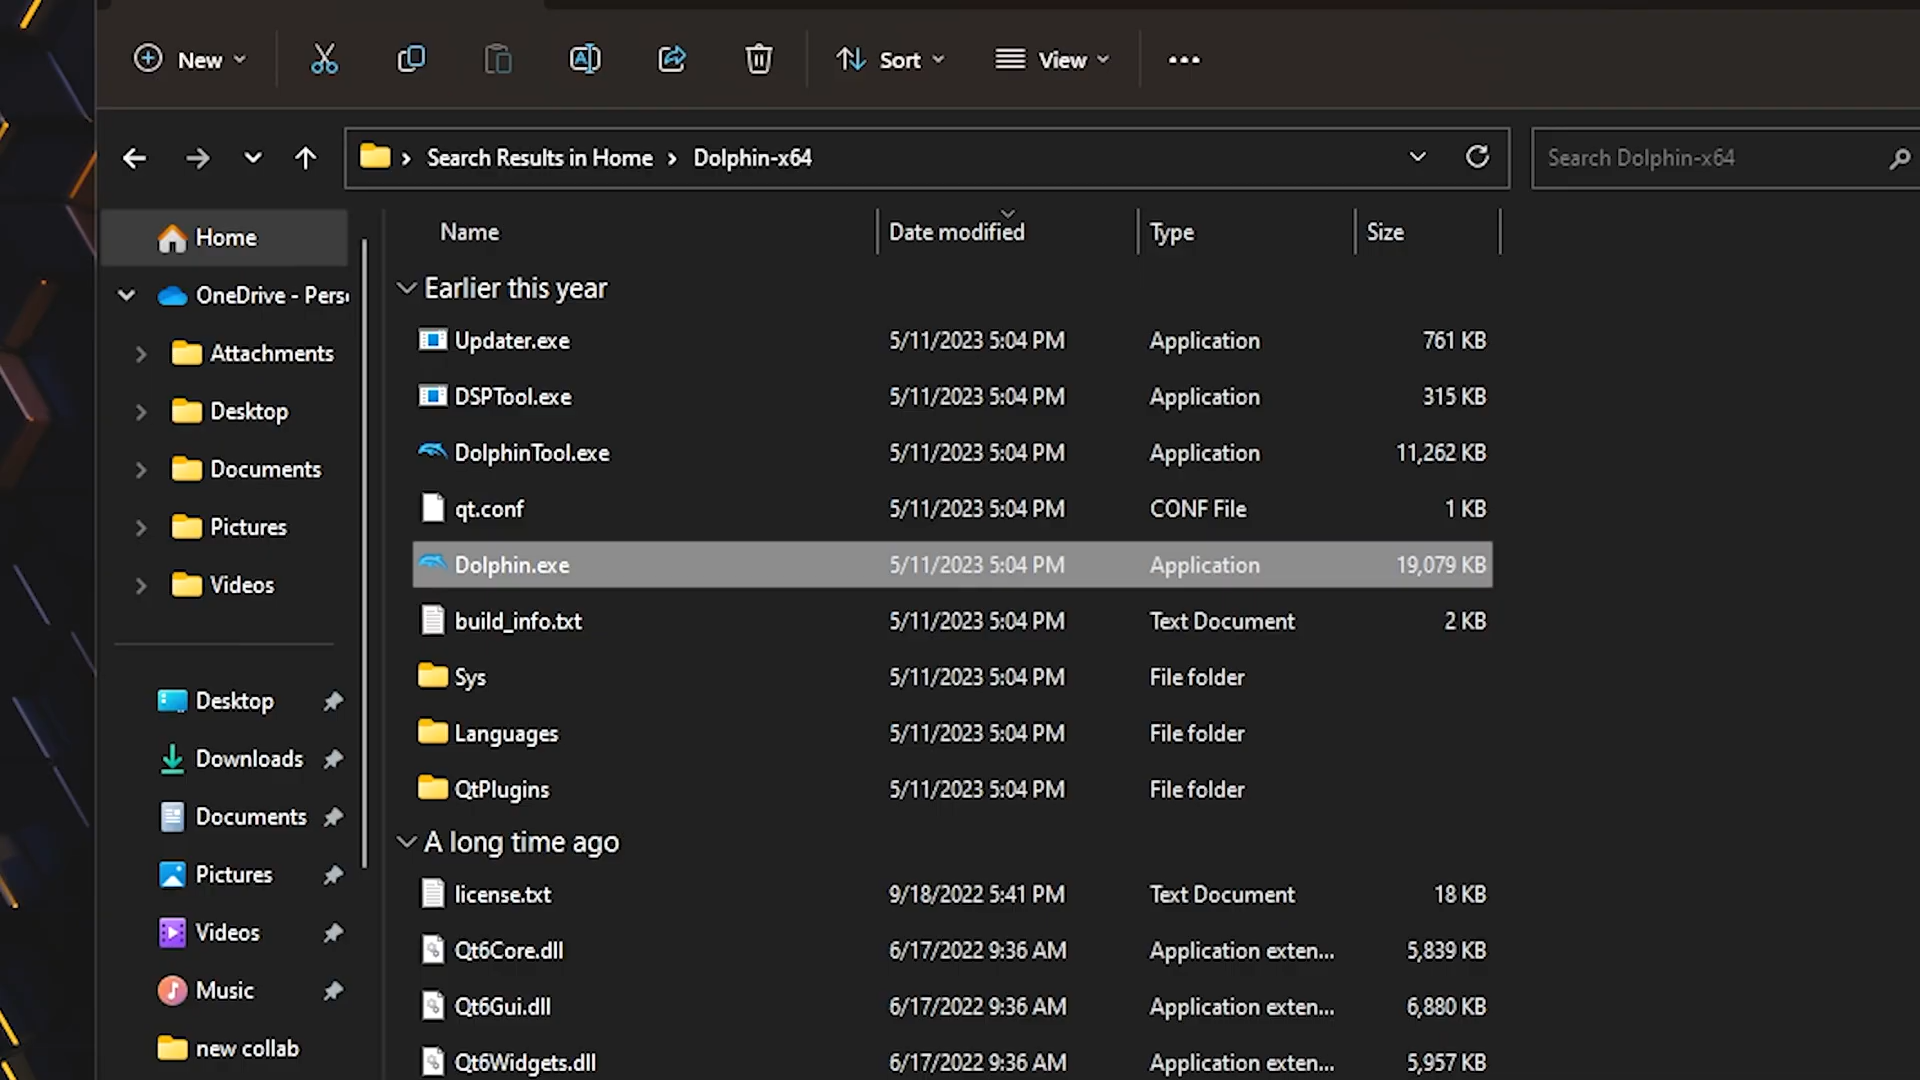 New Sort View
Search Results in Home Dolphin-x64 Search Dolphin-x64
Name Date modified Type Size
Home
OneDrive - Pers
Attachments
Desktop
Documents
Pictures
Videos
Desktop
Downloads
Documents
Pictures
Videos
Music
new collab
Earlier this year
Updater.exe 5/11/2023 5:04 PM Application 761 KB
DSPTool.exe 5/11/2023 5:04 PM Application 315 KB
DolphinTool.exe 5/11/2023 5:04 PM Application 11,262 KB
qt.conf 5/11/2023 5:04 PM CONF File 1 KB
Dolphin.exe 5/11/2023 5:04 PM Application 19,079 KB
build_info.txt 5/11/2023 5:04 PM Text Document 2 KB
Sys 5/11/2023 5:04 PM File folder
Languages 5/11/2023 5:04 PM File folder
QtPlugins 5/11/2023 5:04 PM File folder
A long time ago
license.txt 9/18/2022 5:41 PM Text Document 18 KB
Qt6Core.dll 6/17/2022 9:36 AM Application exten... 5,839 KB
Qt6Gui.dll 6/17/2022 9:36 AM Application exten... 6,880 KB
Qt6Widgets.dll 6/17/2022 9:36 AM Application exten... 5,957 KB